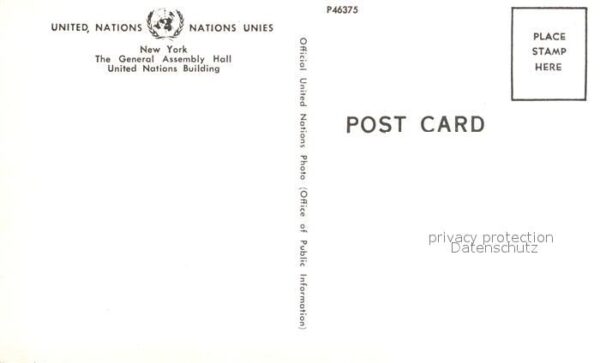 UNITED, NATIONS NATIONS UNIES
New York
The General Assembly Hall
United Nations Building
Official United Nations Photo (Office of Public Information)
P46375
PLACE
STAMP
HERE
POST CARD
privacy protection
Datenschutz